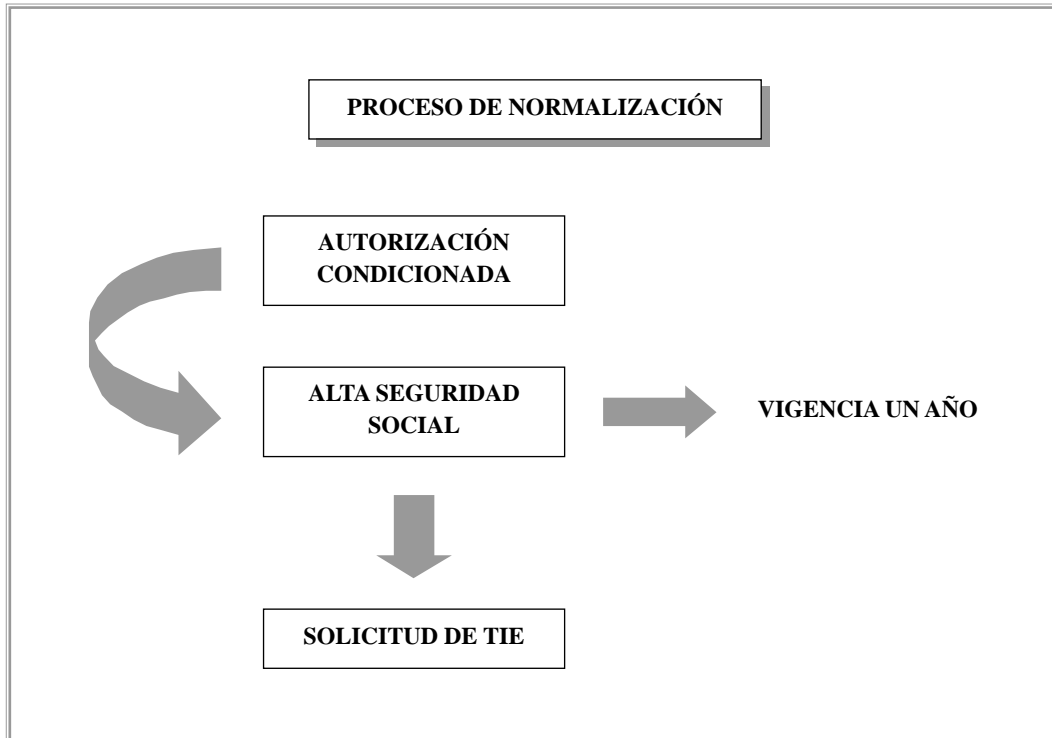 PROCESO DE NORMALIZACIÓN
AUTORIZACIÓN
CONDICIONADA
ALTA SEGURIDAD
SOCIAL
VIGENCIA UN AÑO
SOLICITUD DE TIE